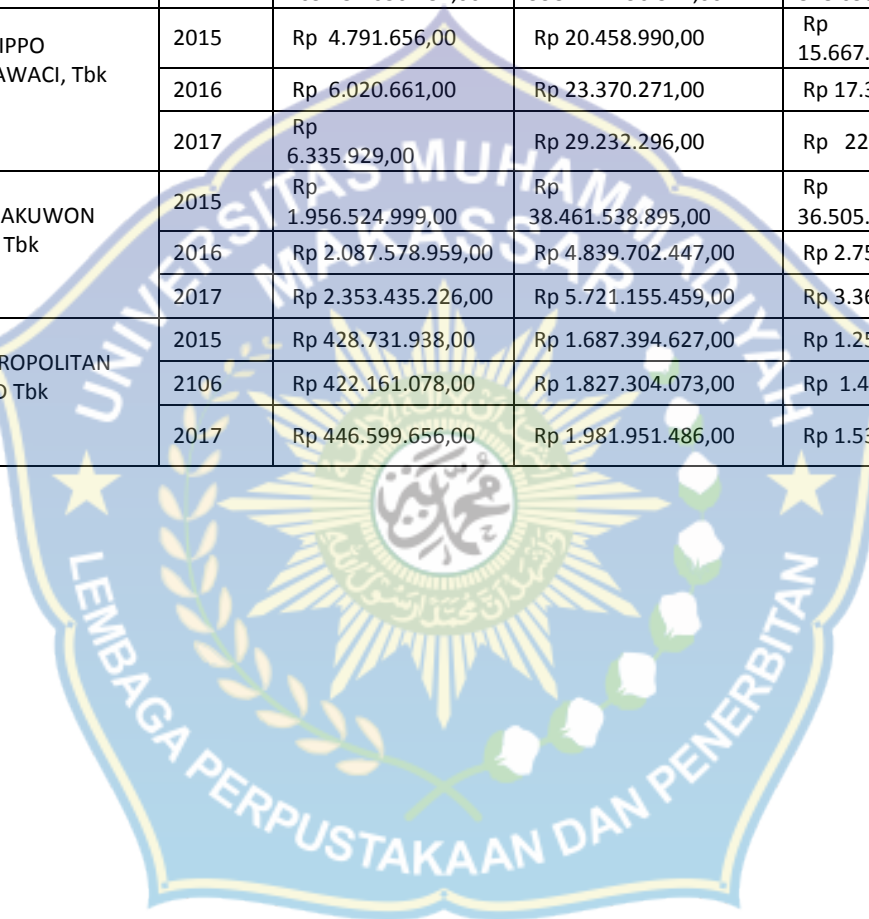 IPPO 2015 Rp 4.791.656,00 Rp 20.458.990,00 Rp
AWACI, Tbk 15.667.
2016 Rp 6.020.661,00 Rp 23.370.271,00 Rp 17.3
2017 Rp
6.335.929,00 Rp 29.232.296,00 Rp 22
AKUWON 2015 Rp
1.956.524.999,00 Rp
38.461.538.895,00 Rp
36.505.
Tbk 2016 Rp 2.087.578.959,00 Rp 4.839.702.447,00 Rp 2.75
2017 Rp 2.353.435.226,00 Rp 5.721.155.459,00 Rp 3.36
ROPOLITAN 2015 Rp 428.731.938,00 Rp 1.687.394.627,00 Rp 1.25
Tbk 2106 Rp 422.161.078,00 Rp 1.827.304.073,00 Rp 1.4
2017 Rp 446.599.656,00 Rp 1.981.951.486,00 Rp 1.53
UNIVERSITAS MUHAMMADIYAH
MAKASSAR
LEMBAGA PERPUSTAKAAN DAN PENERBITAN